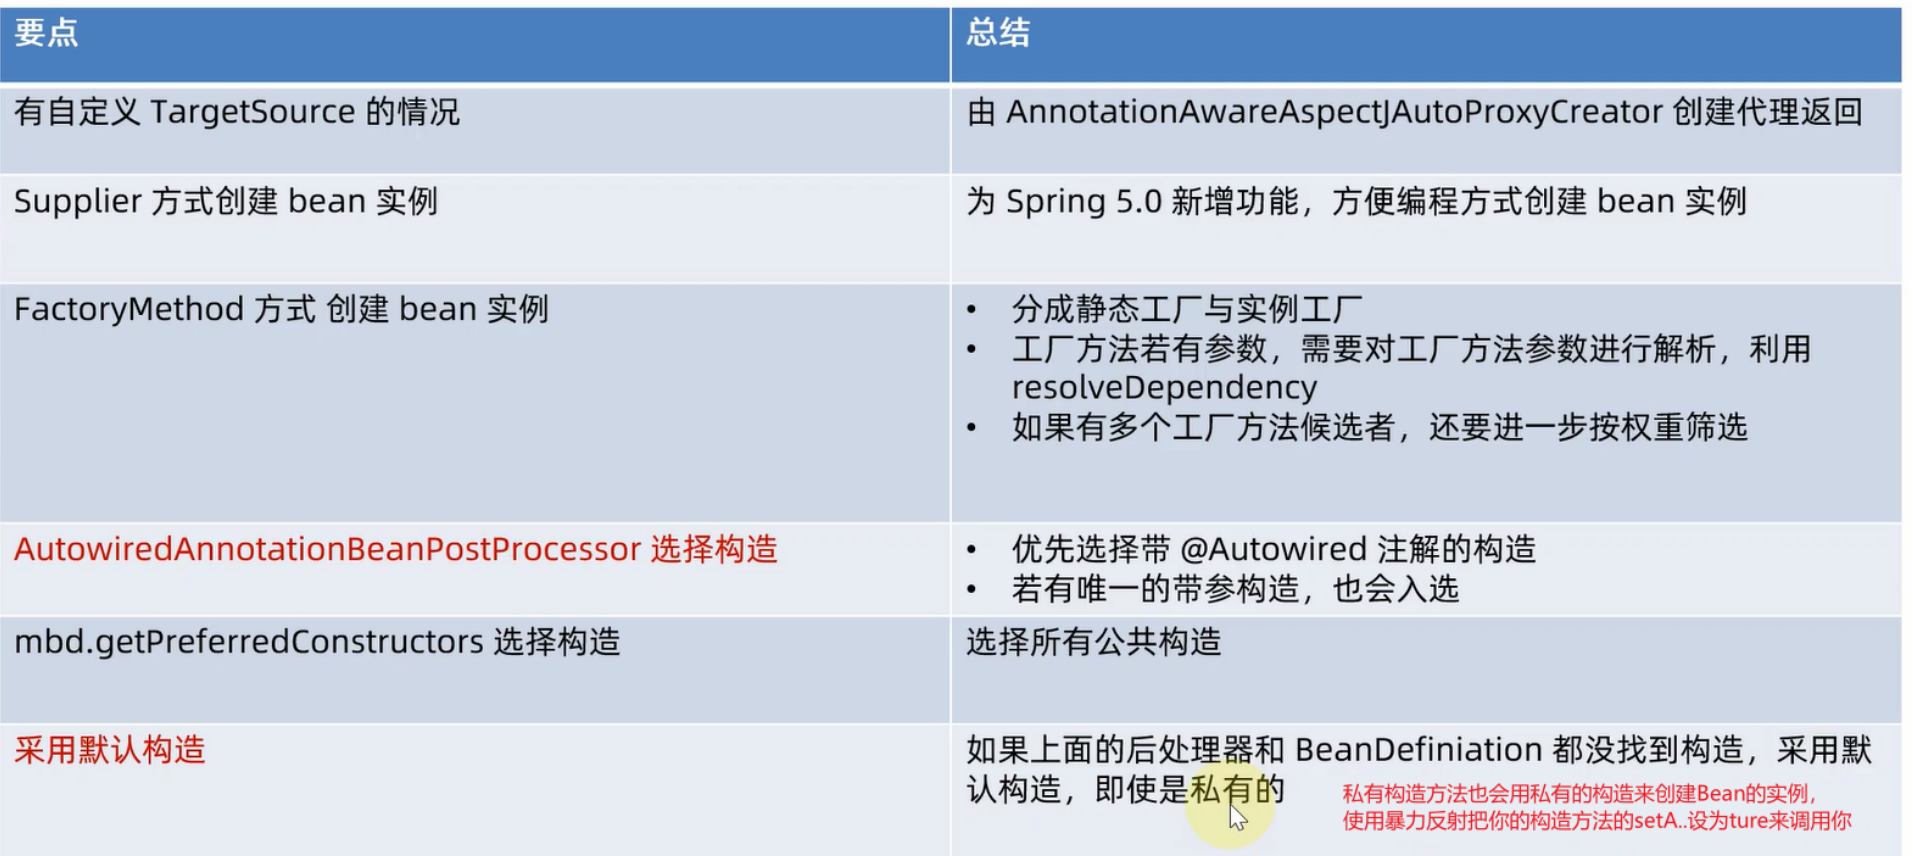 要点
总结
有自定义 TargetSource 的情况
由 AnnotationAwareAspectJAutoProxyCreator 创建代理返回
Supplier 方式创建 bean 实例
为 Spring 5.0 新增功能，方便编程方式创建 bean 实例
FactoryMethod 方式 创建 bean 实例
• 分成静态工厂与实例工厂
• 工厂方法若有参数，需要对工厂方法参数进行解析，利用
resolveDependency
• 如果有多个工厂方法候选者，还要进一步按权重筛选
AutowiredAnnotationBeanPostProcessor 选择构造
• 优先选择带 @Autowired 注解的构造
• 若有唯一的带参构造，也会入选
mbd.getPreferredConstructors 选择构造
选择所有公共构造
采用默认构造
如果上面的后处理器和 BeanDefiniation 都没找到构造，采用默
认构造，即使是私有的
私有构造方法也会用私有的构造来创建Bean的实例，
使用暴力反射把你的构造方法的setA..设为ture来调用你